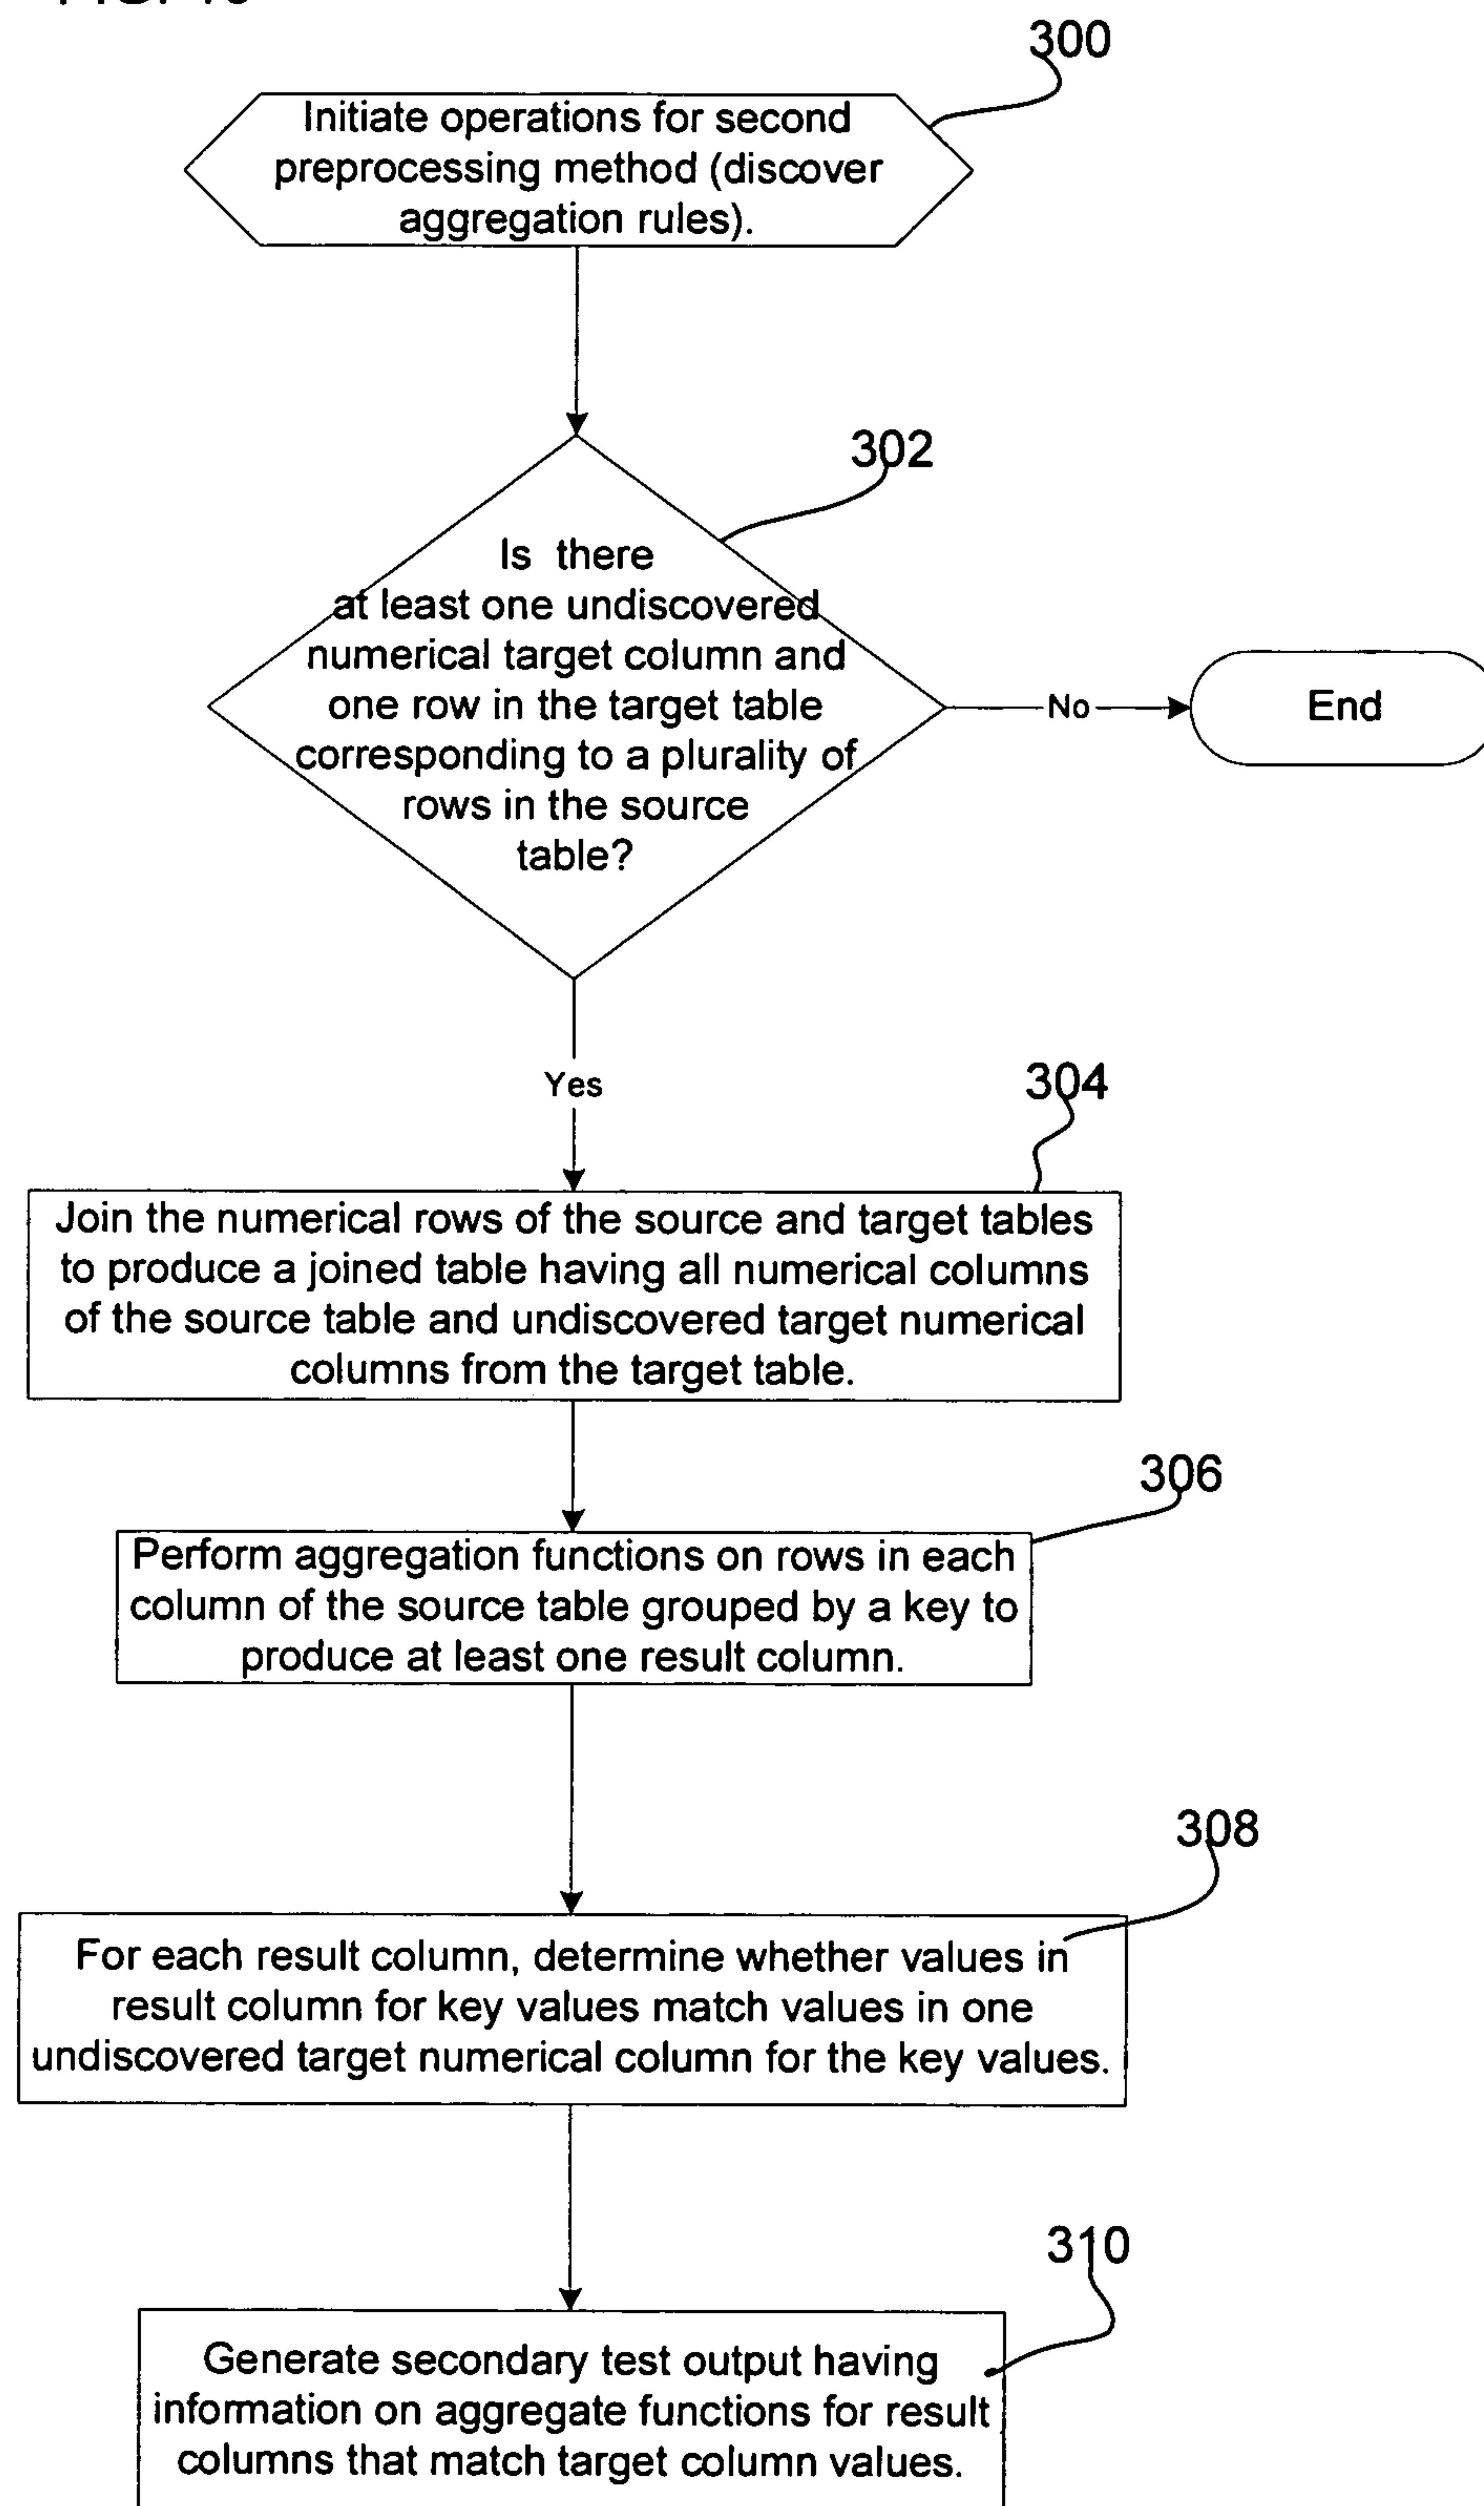 300
Initiate operations for second
preprocessing method (discover
aggregation rules).
302
Is there
at least one undiscovered
numerical target column and
one row in the target table
corresponding to a plurality of
rows in the source
table?
No
End
Yes
304
Join the numerical rows of the source and target tables
to produce a joined table having all numerical columns
of the source table and undiscovered target numerical
columns from the target table.
306
Perform aggregation functions on rows in each
column of the source table grouped by a key to
produce at least one result column.
308
For each result column, determine whether values in
result column for key values match values in one
undiscovered target numerical column for the key values.
310
Generate secondary test output having
information on aggregate functions for result
columns that match target column values.